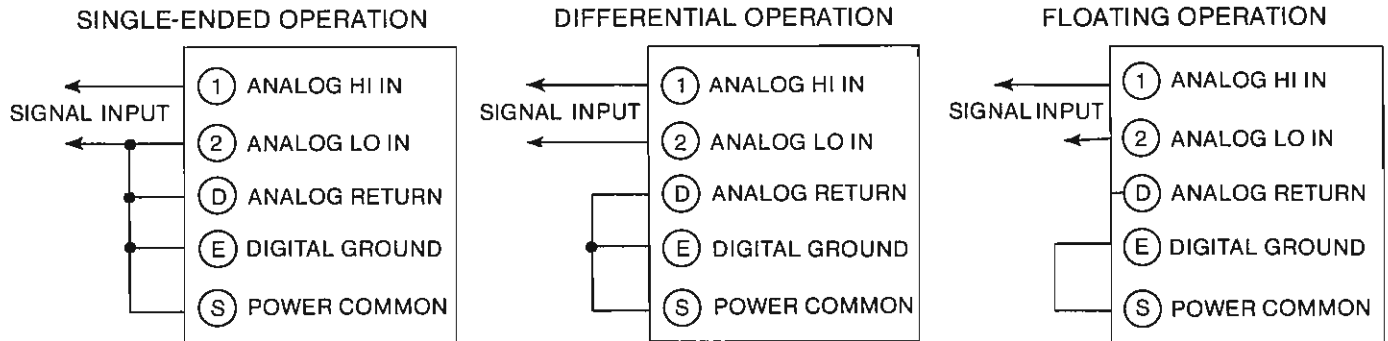 SINGLE-ENDED OPERATION
SIGNAL INPUT
1 ANALOG HI IN
2 ANALOG LO IN
D ANALOG RETURN
E DIGITAL GROUND
S POWER COMMON
DIFFERENTIAL OPERATION
SIGNAL INPUT
1 ANALOG HI IN
2 ANALOG LO IN
D ANALOG RETURN
E DIGITAL GROUND
S POWER COMMON
FLOATING OPERATION
SIGNAL INPUT
1 ANALOG HI IN
2 ANALOG LO IN
D ANALOG RETURN
E DIGITAL GROUND
S POWER COMMON